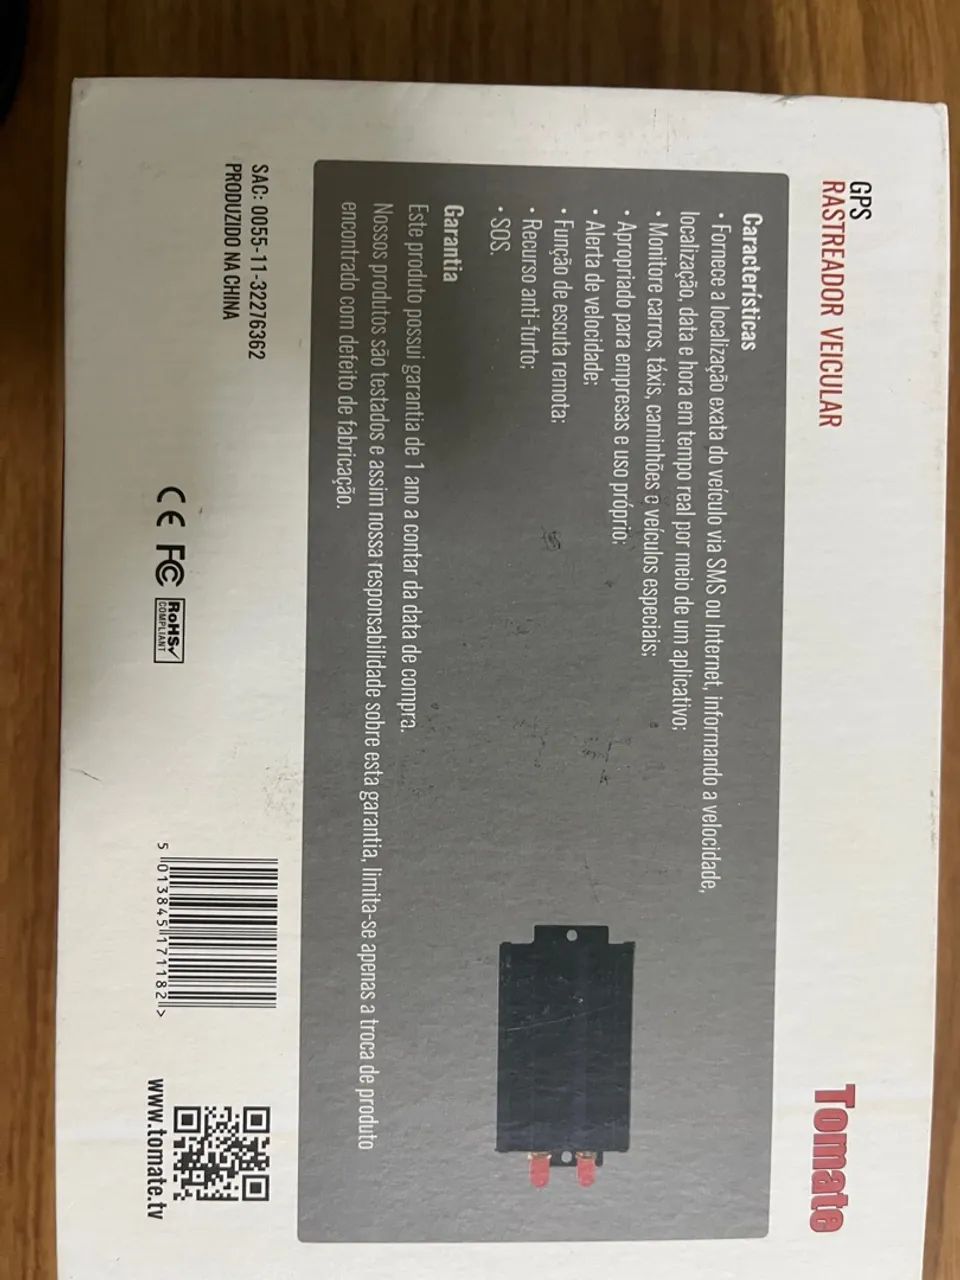 GPS
RASTREADOR VEICULAR
Tomate
Características
• Fornece a localização exata do veículo via SMS ou Internet, informando a velocidade,
localização, data e hora em tempo real por meio de um aplicativo;
• Monitore carros, táxis, caminhões e veículos especiais;
• Apropriado para empresas e uso próprio;
• Alerta de velocidade;
• Função de escuta remota;
• Recurso anti-furto;
• SOS.
Garantia
Este produto possui garantia de 1 ano a contar da data de compra.
Nossos produtos são testados e assim nossa responsabilidade sobre esta garantia, limita-se apenas a troca de produto
encontrado com defeito de fabricação.
SAC: 0055-11-32276362
PRODUZIDO NA CHINA
CE FC RoHS
COMPLIANT
5 013845 171182 >
www.tomate.tv